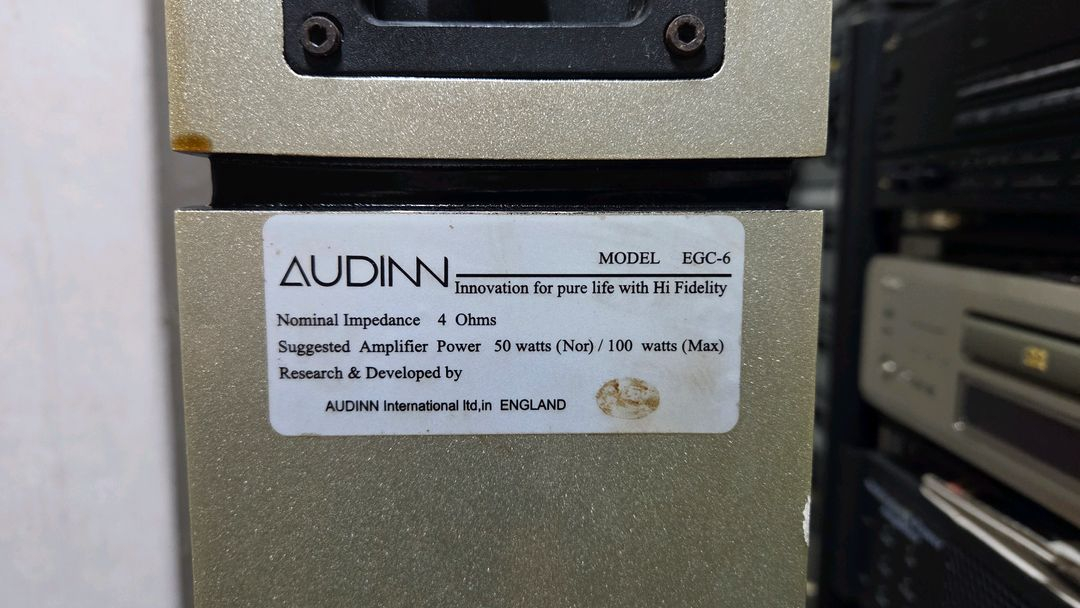 AUDINN
MODEL EGC-6
Innovation for pure life with Hi Fidelity
Nominal Impedance 4 Ohms
Suggested Amplifier Power 50 watts (Nor) / 100 watts (Max)
Research & Developed by
AUDINN International ltd,in ENGLAND